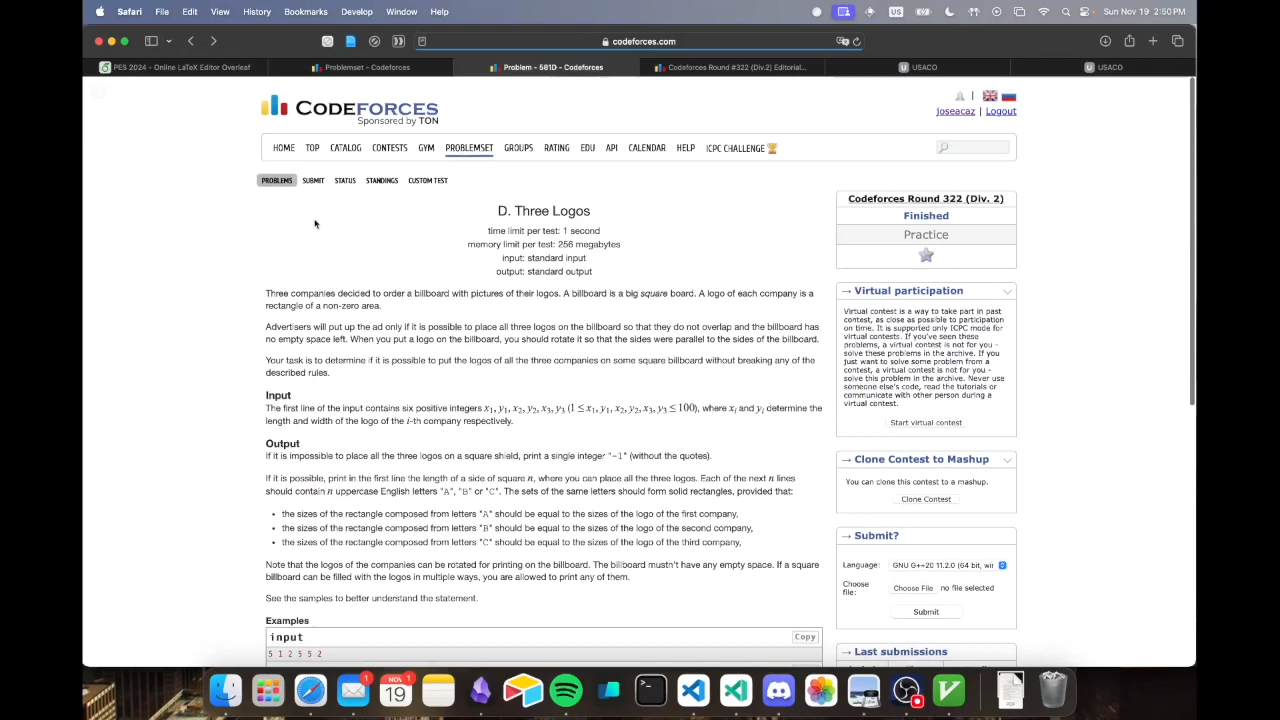 Safari File Edit View History Bookmarks Develop Window Help US Sun Nov 19 2:50 PM
codeforces.com
PES 2024 - Online LaTeX Editor Overleaf Problemset - Codeforces Problem - 581D - Codeforces Codeforces Round #322 (Div.2) Editorial... USACO USACO
CODEFORCES
Sponsored by TON
joseacaz | Logout
HOME TOP CATALOG CONTESTS GYM PROBLEMSET GROUPS RATING EDU API CALENDAR HELP ICPC CHALLENGE
PROBLEMS SUBMIT STATUS STANDINGS CUSTOM TEST
D. Three Logos
time limit per test: 1 second
memory limit per test: 256 megabytes
input: standard input
output: standard output
Three companies decided to order a billboard with pictures of their logos. A billboard is a big square board. A logo of each company is a
rectangle of a non-zero area.
Advertisers will put up the ad only if it is possible to place all three logos on the billboard so that they do not overlap and the billboard has
no empty space left. When you put a logo on the billboard, you should rotate it so that the sides were parallel to the sides of the billboard.
Your task is to determine if it is possible to put the logos of all the three companies on some square billboard without breaking any of the
described rules.
Input
The first line of the input contains six positive integers x1, y1, x2, y2, x3, y3 (1 ≤ x1, y1, x2, y2, x3, y3 ≤ 100), where xi and yi determine the
length and width of the logo of the i-th company respectively.
Output
If it is impossible to place all the three logos on a square shield, print a single integer "-1" (without the quotes).
If it is possible, print in the first line the length of a side of square n, where you can place all the three logos. Each of the next n lines
should contain n uppercase English letters "A", "B" or "C". The sets of the same letters should form solid rectangles, provided that:
• the sizes of the rectangle composed from letters "A" should be equal to the sizes of the logo of the first company,
• the sizes of the rectangle composed from letters "B" should be equal to the sizes of the logo of the second company,
• the sizes of the rectangle composed from letters "C" should be equal to the sizes of the logo of the third company,
Note that the logos of the companies can be rotated for printing on the billboard. The billboard mustn't have any empty space. If a square
billboard can be filled with the logos in multiple ways, you are allowed to print any of them.
See the samples to better understand the statement.
Examples
input Copy
5 1 2 5 5 2
Codeforces Round 322 (Div. 2)
Finished
Practice
→ Virtual participation
Virtual contest is a way to take part in past
contest, as close as possible to participation
on time. It is supported only ICPC mode for
virtual contests. If you've seen these
problems, a virtual contest is not for you -
solve these problems in the archive. If you
just want to solve some problem from a
contest, a virtual contest is not for you -
solve this problem in the archive. Never use
someone else's code, read the tutorials or
communicate with other person during a
virtual contest.
Start virtual contest
→ Clone Contest to Mashup
You can clone this contest to a mashup.
Clone Contest
→ Submit?
Language: GNU G++20 11.2.0 (64 bit, wir
Choose
file: Choose File no file selected
Submit
→ Last submissions
1 NOV 1
19